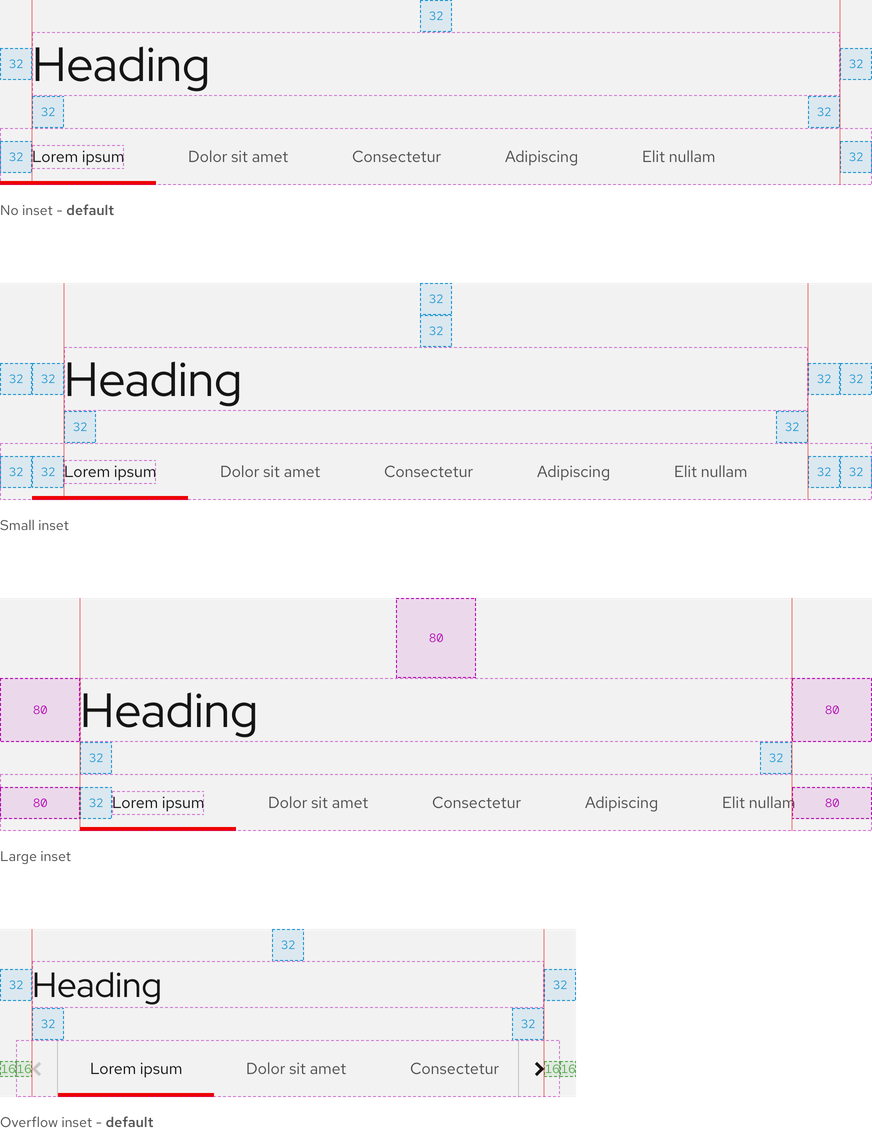 32
32 Heading 32
32 32
32 Lorem ipsum Dolor sit amet Consectetur Adipiscing Elit nullam 32
No inset - default
32
32
32 32 Heading 32 32
32 32
32 32 Lorem ipsum Dolor sit amet Consectetur Adipiscing Elit nullam 32 32
Small inset
80
80 Heading 80
32 32
80 32 Lorem ipsum Dolor sit amet Consectetur Adipiscing Elit nullam 80
Large inset
32
32 Heading 32
32 32
16 16 Lorem ipsum Dolor sit amet Consectetur 16 16
Overflow inset - default